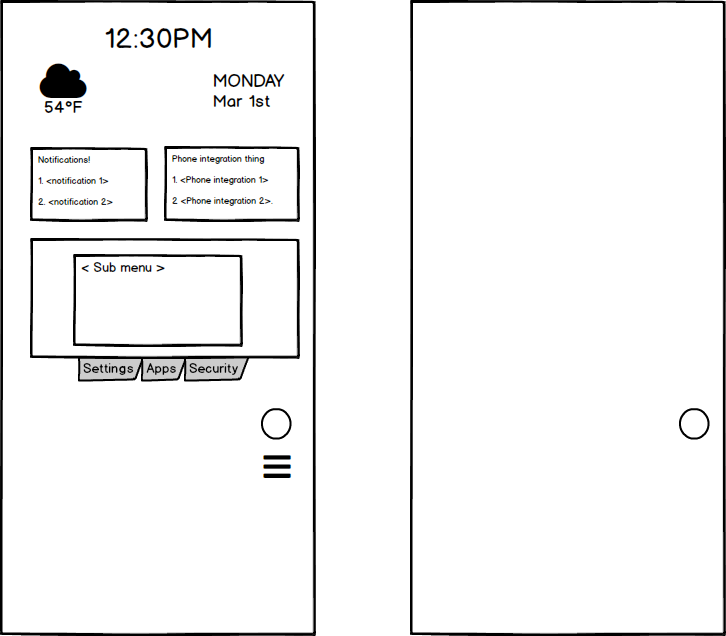 12:30PM
54°F
MONDAY
Mar 1st
Notifications!
1. <notification 1>
2. <notification 2>
Phone integration thing
1. <Phone integration 1>
2 <Phone integration 2>.
< Sub menu >
Settings
Apps
Security